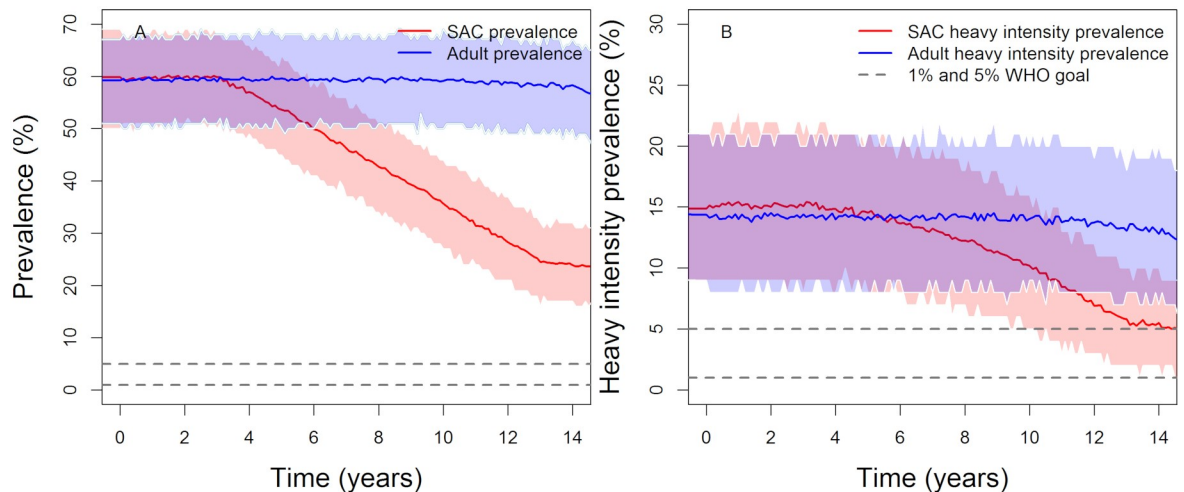 A
SAC prevalence
Adult prevalence
Prevalence (%)
70
60
50
40
30
20
10
0
0 2 4 6 8 10 12 14
Time (years)
B
SAC heavy intensity prevalence
Adult heavy intensity prevalence
1% and 5% WHO goal
Heavy intensity prevalence (%)
30
25
20
15
10
5
0
0 2 4 6 8 10 12 14
Time (years)